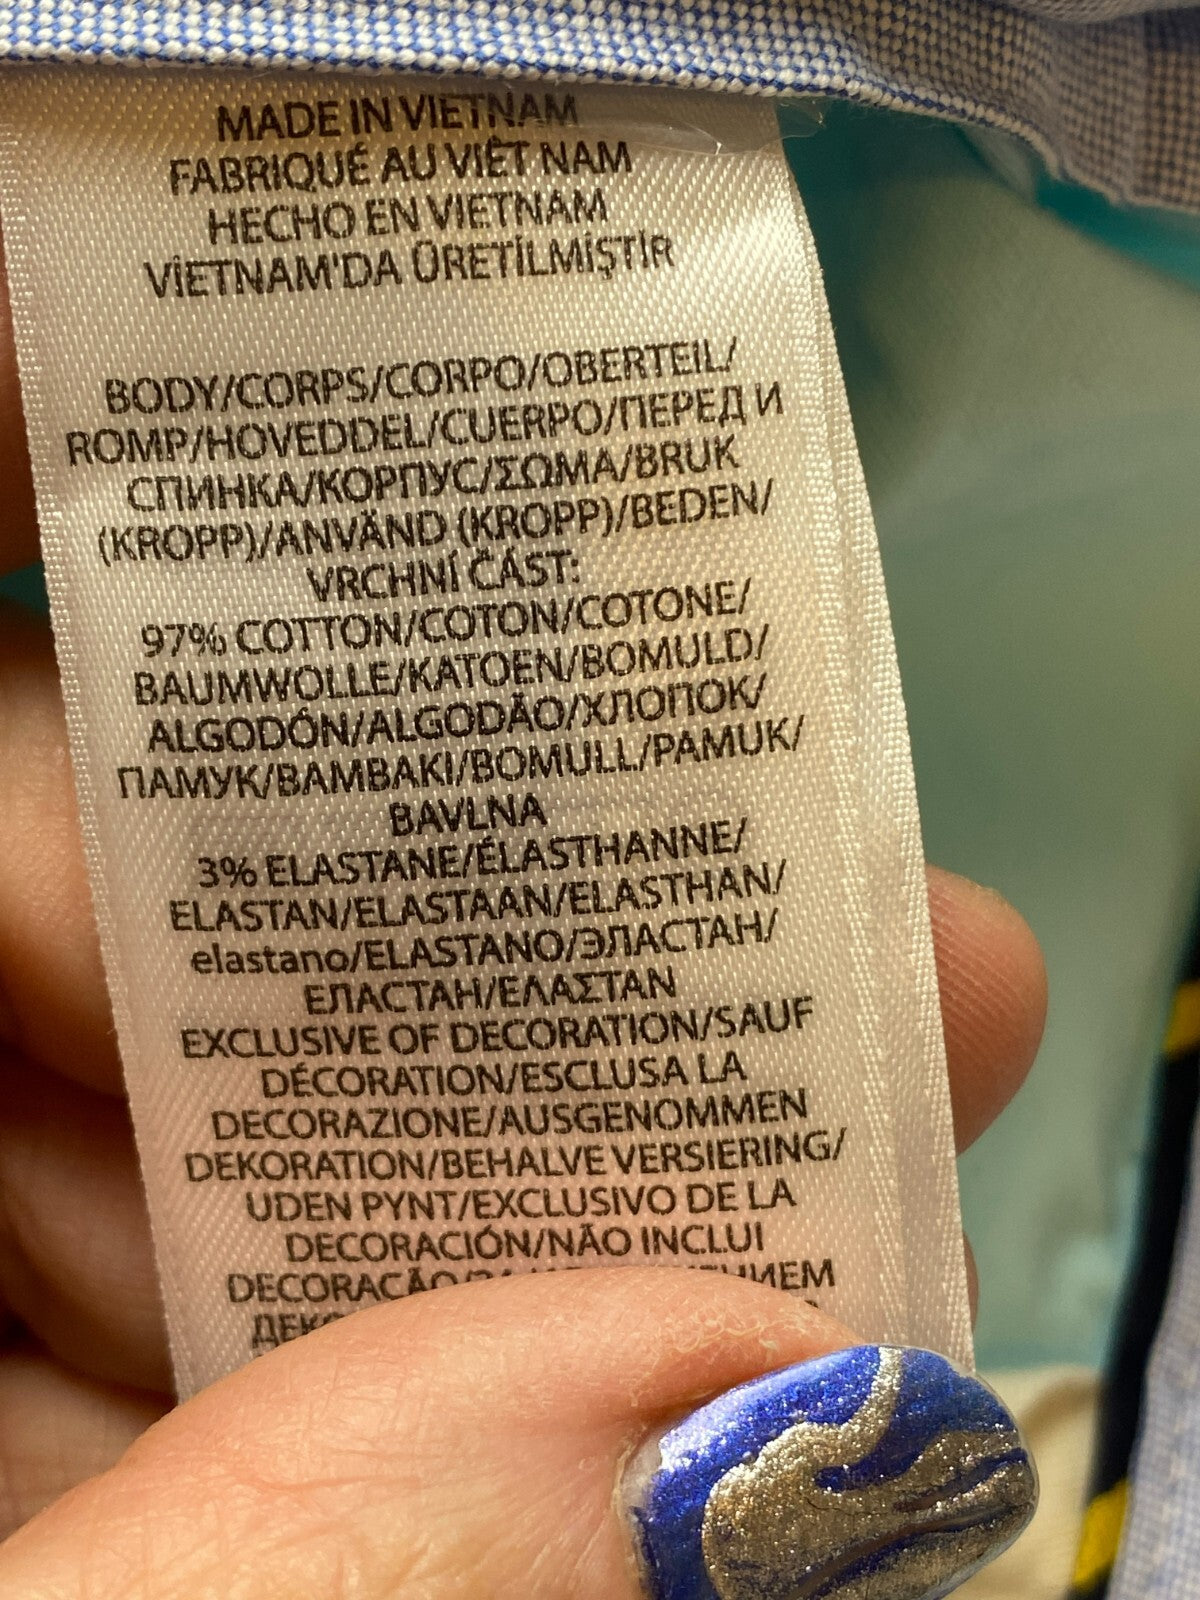 MADE IN VIETNAM
FABRIQUÉ AU VIÊT NAM
HECHO EN VIETNAM
VİETNAM'DA ÜRETİLMİŞTİR
BODY/CORPS/CORPO/OBERTEIL/
ROMP/HOVEDDEL/CUERPO/ПЕРЕД И
СПИНКА/КОРПУС/ΣΩΜΑ/BRUK
(KROPP)/ANVÄND (KROPP)/BEDEN/
VRCHNÍ ČÁST:
97% COTTON/COTON/COTONE/
BAUMWOLLE/KATOEN/BOMULD/
ALGODÓN/ALGODÃO/ХЛОПОК/
ПАМУК/BAMBAKI/BOMULL/PAMUK/
BAVLNA
3% ELASTANE/ÉLASTHANNE/
ELASTAN/ELASTAAN/ELASTHAN/
elastano/ELASTANO/ЭЛАСТАН/
ЕЛАСТАН/ΕΛΑΣΤΑΝ
EXCLUSIVE OF DECORATION/SAUF
DÉCORATION/ESCLUSA LA
DECORAZIONE/AUSGENOMMEN
DEKORATION/BEHALVE VERSIERING/
UDEN PYNT/EXCLUSIVO DE LA
DECORACIÓN/NÃO INCLUI